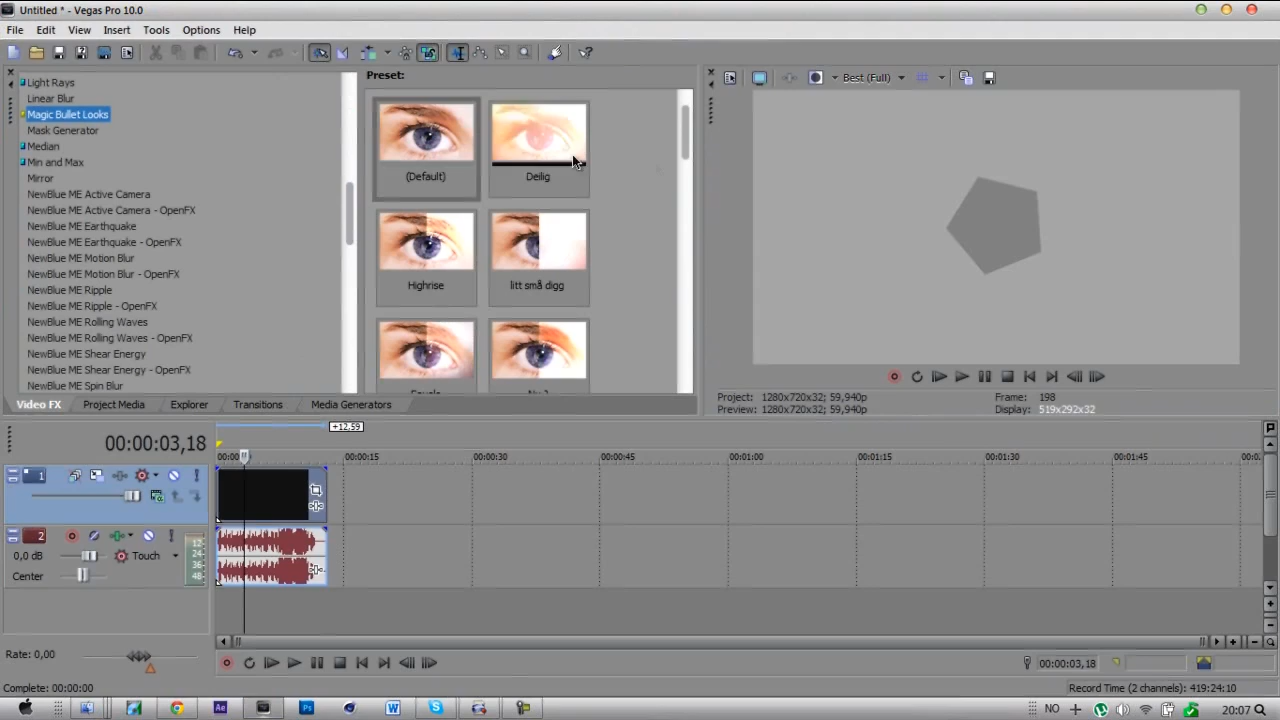 Untitled * - Vegas Pro 10.0
File Edit View Insert Tools Options Help
Light Rays
Linear Blur
Magic Bullet Looks
Mask Generator
Median
Min and Max
Mirror
NewBlue ME Active Camera
NewBlue ME Active Camera - OpenFX
NewBlue ME Earthquake
NewBlue ME Earthquake - OpenFX
NewBlue ME Motion Blur
NewBlue ME Motion Blur - OpenFX
NewBlue ME Ripple
NewBlue ME Ripple - OpenFX
NewBlue ME Rolling Waves
NewBlue ME Rolling Waves - OpenFX
NewBlue ME Shear Energy
NewBlue ME Shear Energy - OpenFX
NewBlue ME Spin Blur
Preset:
(Default)
Deilig
Highrise
litt små digg
Best (Full)
Project: 1280x720x32; 59,940p
Preview: 1280x720x32; 59,940p
Frame: 198
Display: 519x292x32
Video FX Project Media Explorer Transitions Media Generators
+12.59
00:00:03,18
00:00:15 00:00:30 00:00:45 00:01:00 00:01:15 00:01:30 00:01:45
1
2
0,0 dB
Touch
Center
12
24
36
48
Rate: 0,00
00:00:03,18
Complete: 00:00:00
Record Time (2 channels): 419:24:10
Ae
Ps
W
NO
20:07